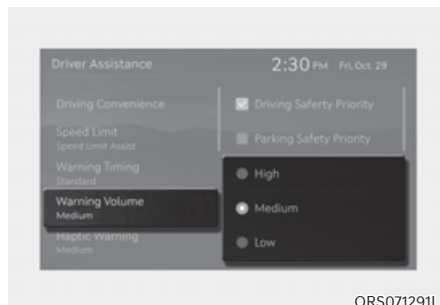 Driver Assistance
2:30 PM Fri, Oct. 29
Driving Convenience
Speed Limit
Speed Limit Assist
Warning Timing
Standard
Warning Volume
Medium
Haptic Warning
Medium
Driving Saferty Priority
Parking Safety Priority
High
Medium
Low
ORS071291L